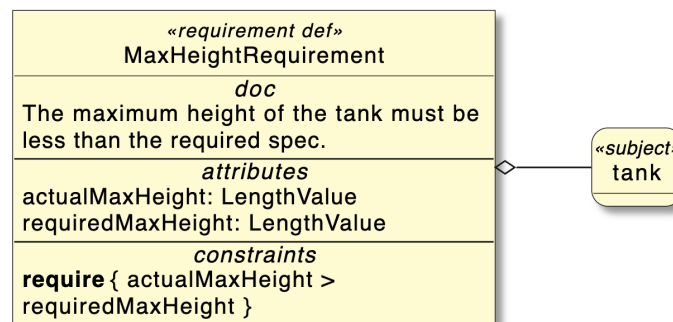 «requirement def»
MaxHeightRequirement
doc
The maximum height of the tank must be
less than the required spec.
attributes
actualMaxHeight: LengthValue
requiredMaxHeight: LengthValue
constraints
require { actualMaxHeight >
requiredMaxHeight }
«subject»
tank